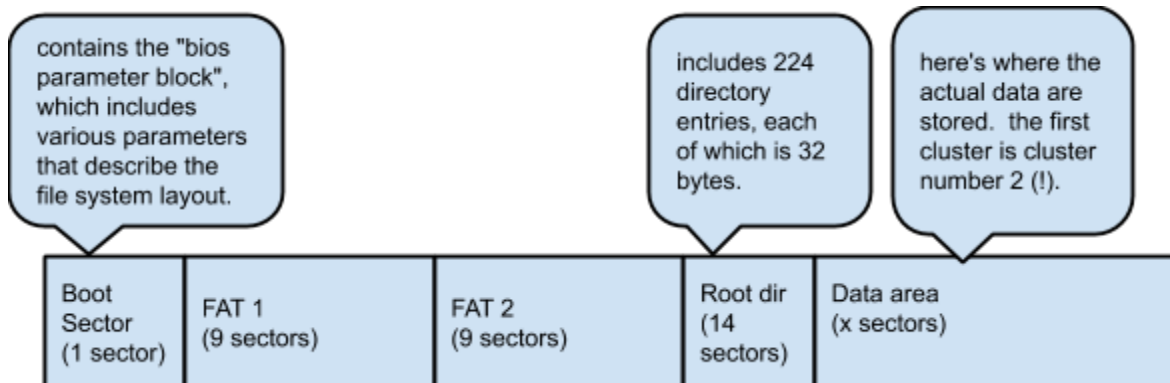 contains the "bios
parameter block",
which includes
various parameters
that describe the
file system layout.
includes 224
directory
entries, each
of which is 32
bytes.
here's where the
actual data are
stored.  the first
cluster is cluster
number 2 (!).
Boot
Sector
(1 sector)
FAT 1
(9 sectors)
FAT 2
(9 sectors)
Root dir
(14
sectors)
Data area
(x sectors)